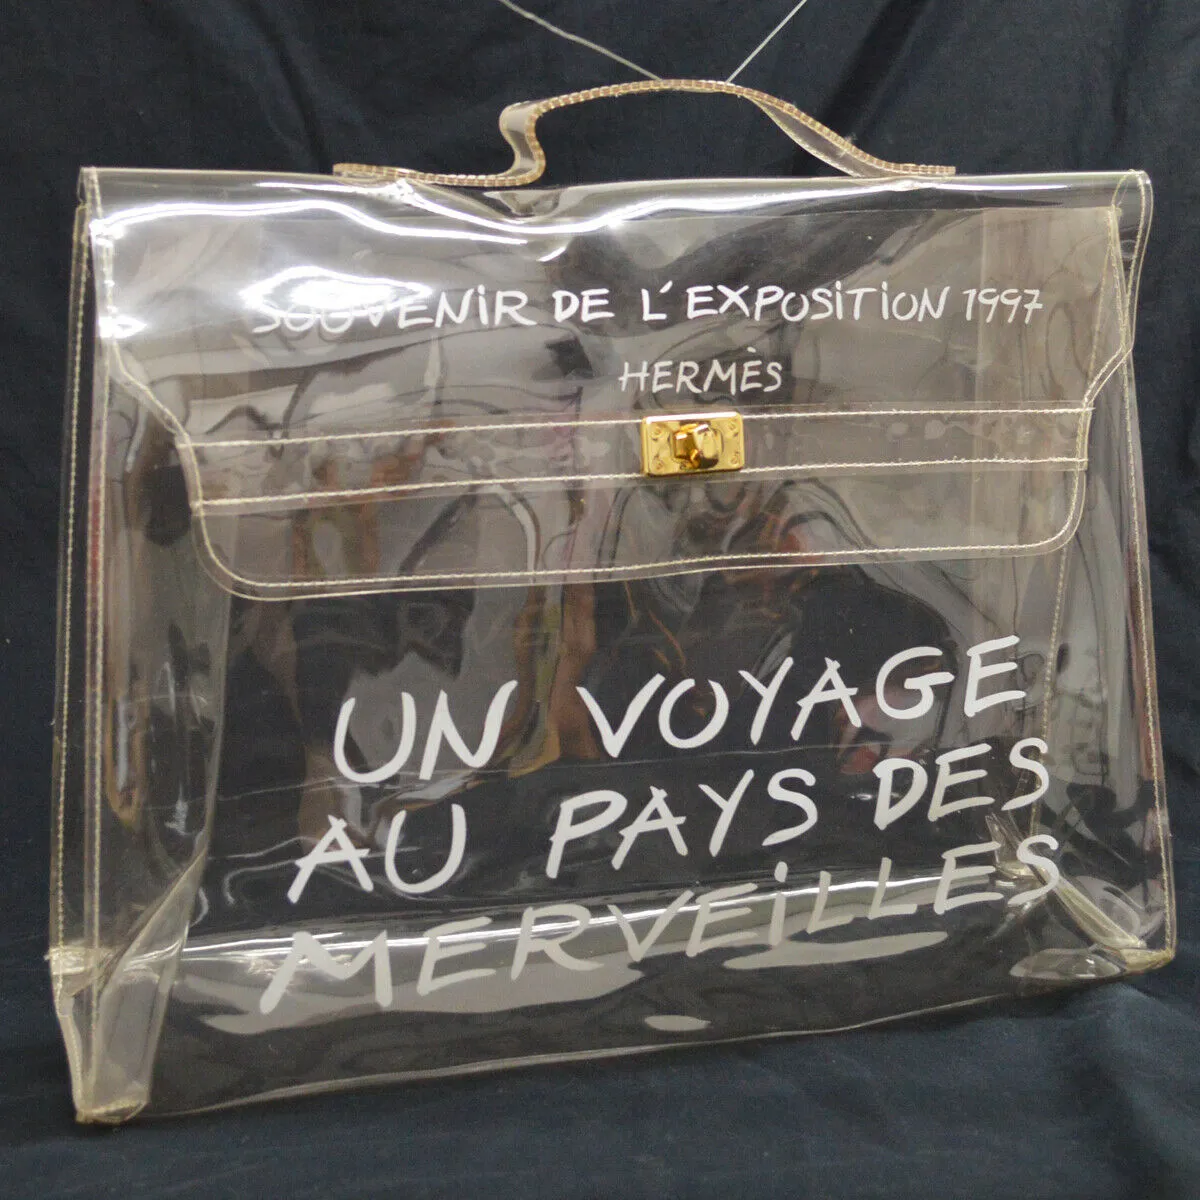 SOUVENIR DE L'EXPOSITION 1997
HERMÈS
UN VOYAGE
AU PAYS DES
MERVEILLES